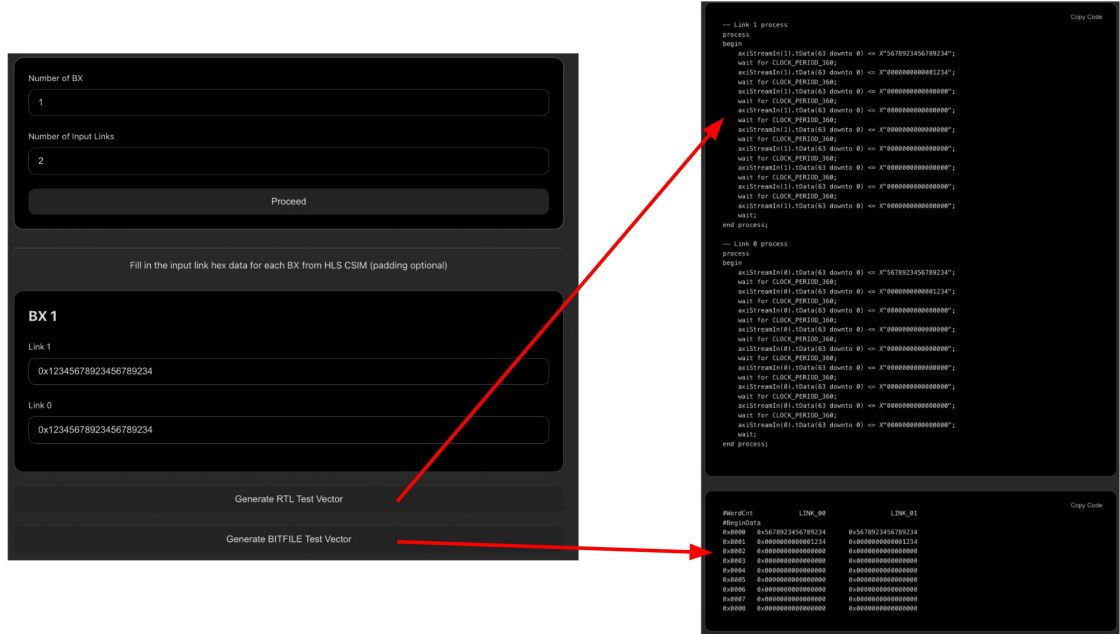 Number of BX
1
Number of Input Links
2
Proceed
Fill in the input link hex data for each BX from HLS CSIM (padding optional)
BX 1
Link 1
0x12345678923456789234
Link 0
0x12345678923456789234
Generate RTL Test Vector
Generate BITFILE Test Vector
Copy Code
-- Link 1 process
process
begin
axiStreamIn(1).tData(63 downto 0) <= X"5678923456789234";
wait for CLOCK_PERIOD_360;
axiStreamIn(1).tData(63 downto 0) <= X"0000000000001234";
wait for CLOCK_PERIOD_360;
axiStreamIn(1).tData(63 downto 0) <= X"0000000000000000";
wait for CLOCK_PERIOD_360;
axiStreamIn(1).tData(63 downto 0) <= X"0000000000000000";
wait for CLOCK_PERIOD_360;
axiStreamIn(1).tData(63 downto 0) <= X"0000000000000000";
wait for CLOCK_PERIOD_360;
axiStreamIn(1).tData(63 downto 0) <= X"0000000000000000";
wait for CLOCK_PERIOD_360;
axiStreamIn(1).tData(63 downto 0) <= X"0000000000000000";
wait for CLOCK_PERIOD_360;
axiStreamIn(1).tData(63 downto 0) <= X"0000000000000000";
wait for CLOCK_PERIOD_360;
axiStreamIn(1).tData(63 downto 0) <= X"0000000000000000";
wait;
end process;
-- Link 0 process
process
begin
axiStreamIn(0).tData(63 downto 0) <= X"5678923456789234";
wait for CLOCK_PERIOD_360;
axiStreamIn(0).tData(63 downto 0) <= X"0000000000001234";
wait for CLOCK_PERIOD_360;
axiStreamIn(0).tData(63 downto 0) <= X"0000000000000000";
wait for CLOCK_PERIOD_360;
axiStreamIn(0).tData(63 downto 0) <= X"0000000000000000";
wait for CLOCK_PERIOD_360;
axiStreamIn(0).tData(63 downto 0) <= X"0000000000000000";
wait for CLOCK_PERIOD_360;
axiStreamIn(0).tData(63 downto 0) <= X"0000000000000000";
wait for CLOCK_PERIOD_360;
axiStreamIn(0).tData(63 downto 0) <= X"0000000000000000";
wait for CLOCK_PERIOD_360;
axiStreamIn(0).tData(63 downto 0) <= X"0000000000000000";
wait for CLOCK_PERIOD_360;
axiStreamIn(0).tData(63 downto 0) <= X"0000000000000000";
wait;
end process;
Copy Code
#WordCnt LINK_00 LINK_01
#BeginData
0x0000 0x5678923456789234 0x5678923456789234
0x0001 0x0000000000001234 0x0000000000001234
0x0002 0x0000000000000000 0x0000000000000000
0x0003 0x0000000000000000 0x0000000000000000
0x0004 0x0000000000000000 0x0000000000000000
0x0005 0x0000000000000000 0x0000000000000000
0x0006 0x0000000000000000 0x0000000000000000
0x0007 0x0000000000000000 0x0000000000000000
0x0008 0x0000000000000000 0x0000000000000000